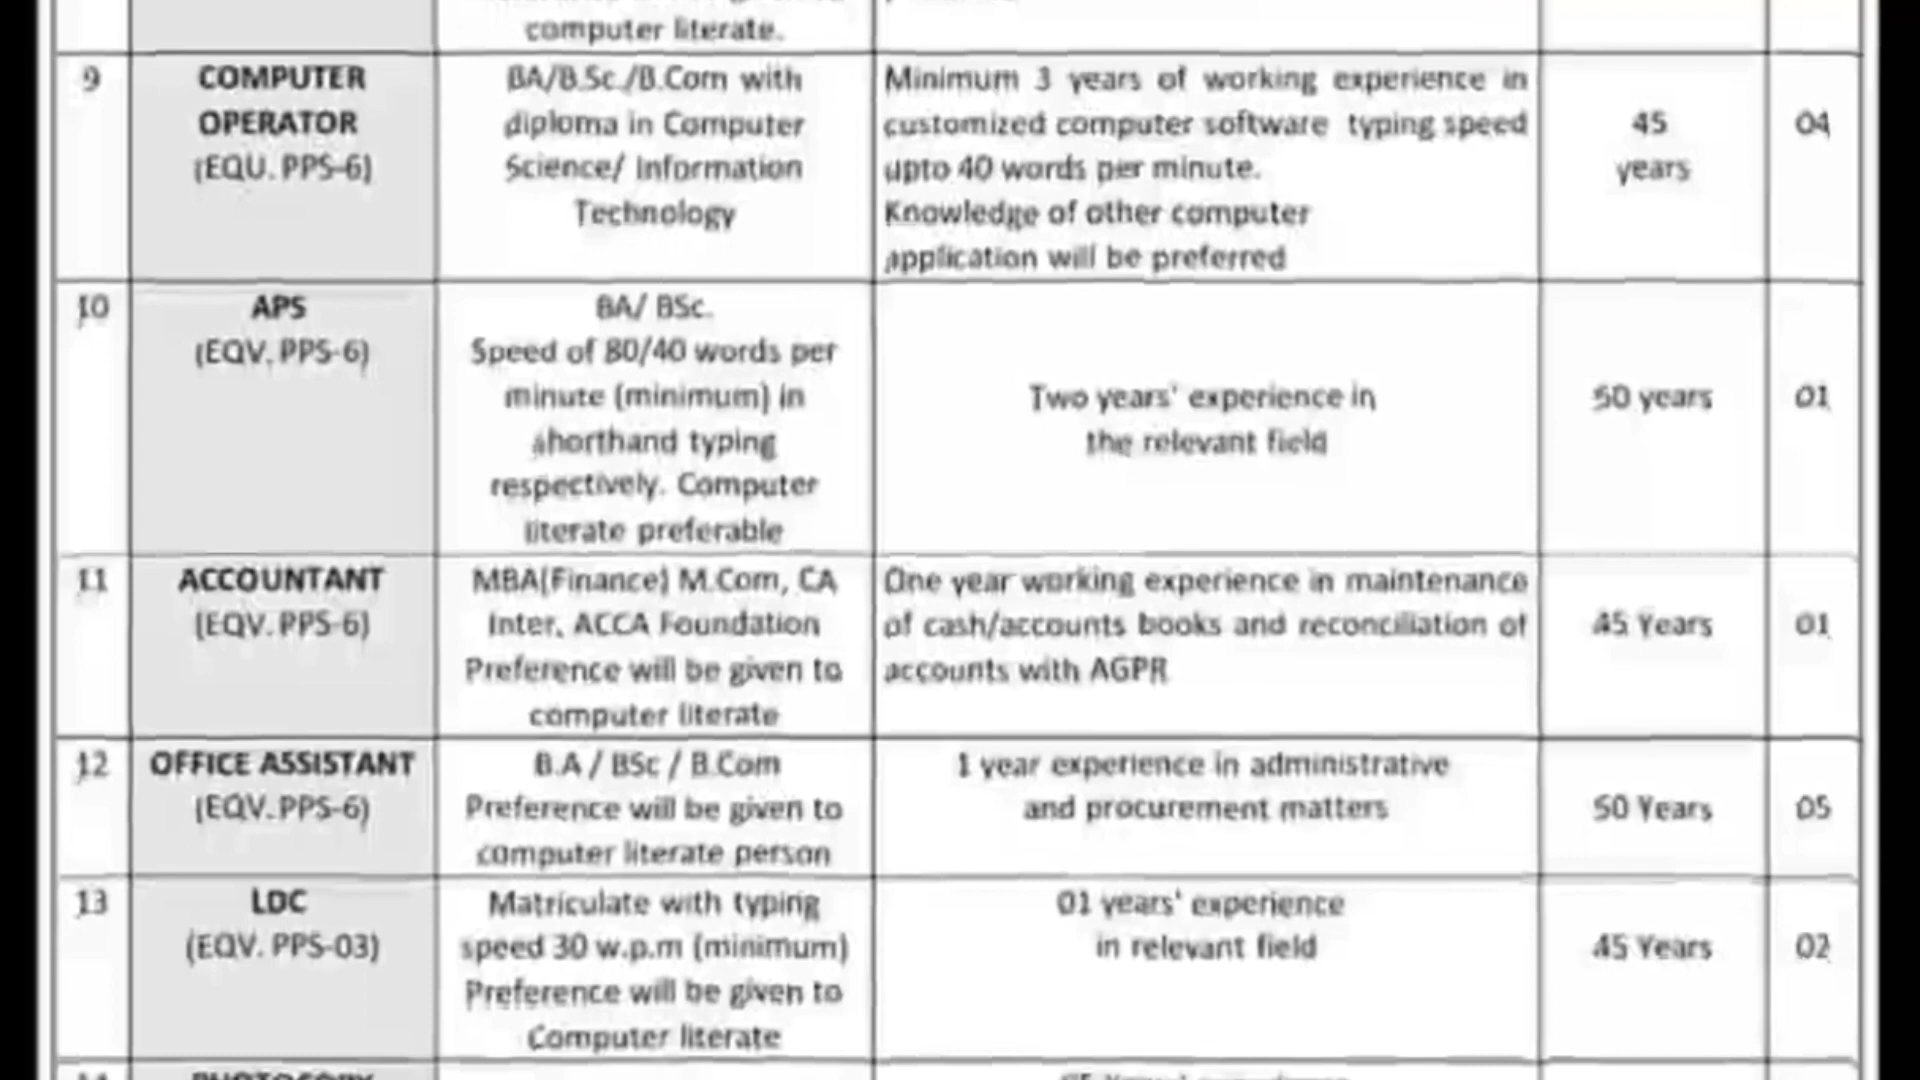 computer literate.
9
COMPUTER
OPERATOR
(EQU. PPS-6)
BA/B.Sc./B.Com with
diploma in Computer
Science/ Information
Technology
Minimum 3 years of working experience in
customized computer software typing speed
upto 40 words per minute.
Knowledge of other computer
application will be preferred
45
years
04
10
APS
(EQV. PPS-6)
BA/ BSc.
Speed of 80/40 words per
minute (minimum) in
shorthand typing
respectively. Computer
literate preferable
Two years' experience in
the relevant field
50 years
01
11
ACCOUNTANT
(EQV. PPS-6)
MBA(Finance) M.Com, CA
Inter, ACCA Foundation
Preference will be given to
computer literate
One year working experience in maintenance
of cash/accounts books and reconciliation of
accounts with AGPR
45 Years
01
12
OFFICE ASSISTANT
(EQV. PPS-6)
B.A / BSc / B.Com
Preference will be given to
computer literate person
1 year experience in administrative
and procurement matters
50 Years
05
13
LDC
(EQV. PPS-03)
Matriculate with typing
speed 30 w.p.m (minimum)
Preference will be given to
Computer literate
01 years' experience
in relevant field
45 Years
02